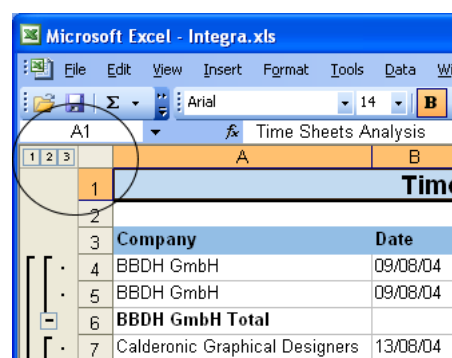 Microsoft Excel - Integra.xls
File Edit View Insert Format Tools Data
Σ Arial 14 B
A1 fx Time Sheets Analysis
1 2 3 A B
1
2
3 Company Date
4 BBDH GmbH 09/08/04
5 BBDH GmbH 09/08/04
6 BBDH GmbH Total
7 Calderonic Graphical Designers 13/08/04